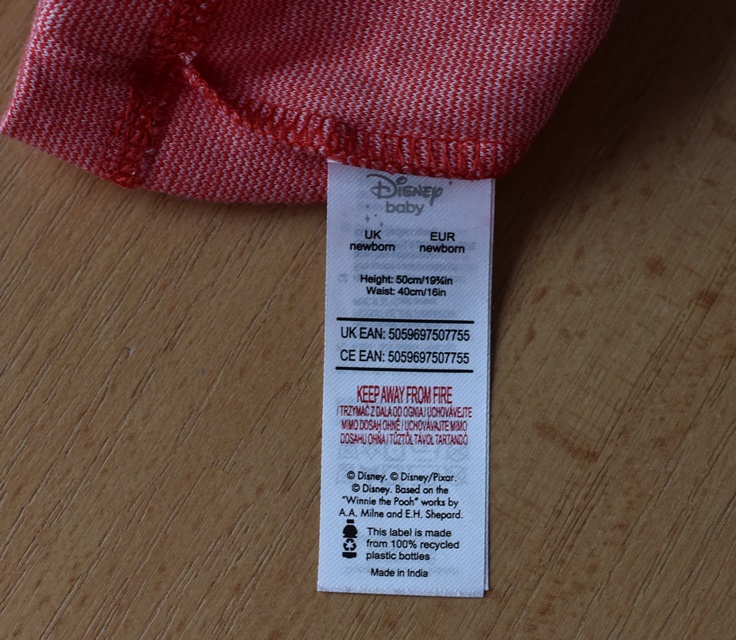 Disney
baby
UK EUR
newborn newborn
Height: 50cm/19¾in
Waist: 40cm/16in
UK EAN: 5059697507755
CE EAN: 5059697507755
KEEP AWAY FROM FIRE
/ TRZYMAĆ Z DALA OD OGNIA / UCHOVÁVEJTE
MIMO DOSAH OHNĚ / UCHOVÁVAJTE MIMO
DOSAHU OHŇA / TŰZTŐL TÁVOL TARTANDÓ
© Disney. © Disney/Pixar.
© Disney. Based on the
"Winnie the Pooh" works by
A.A. Milne and E.H. Shepard.
This label is made
from 100% recycled
plastic bottles
Made in India